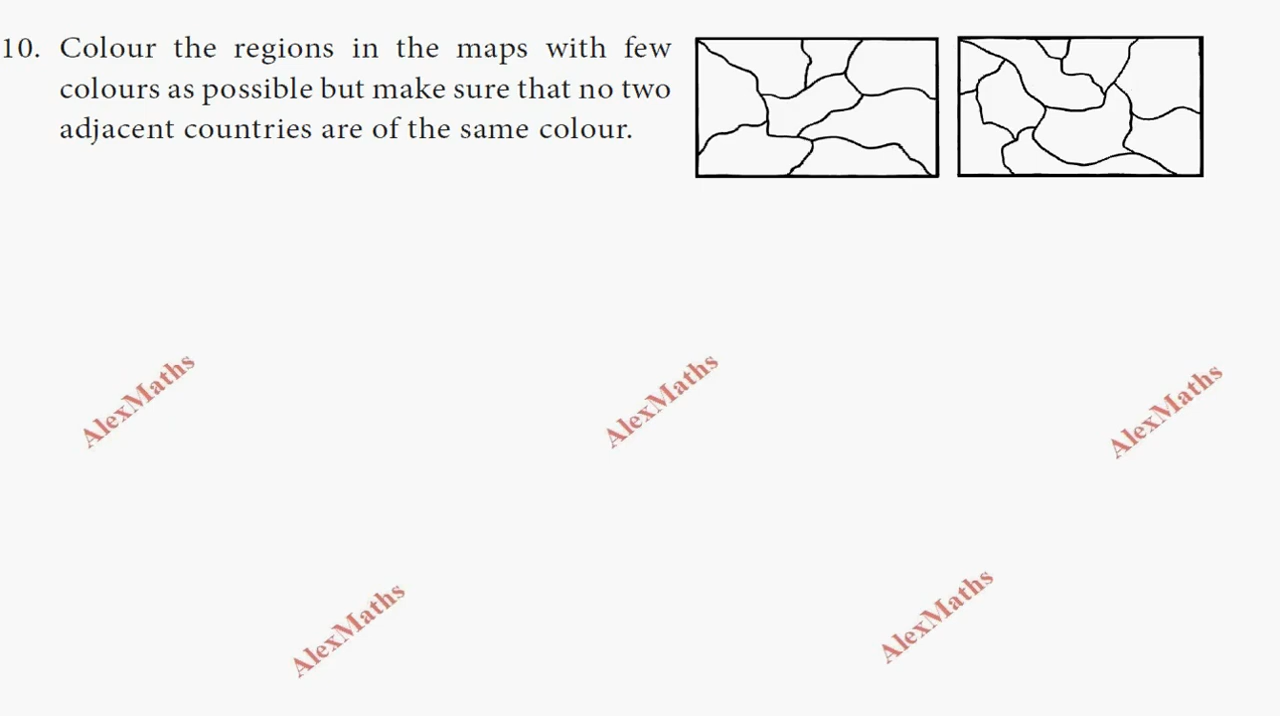 10. Colour the regions in the maps with few
colours as possible but make sure that no two
adjacent countries are of the same colour.
AlexMaths
AlexMaths
AlexMaths
AlexMaths
AlexMaths